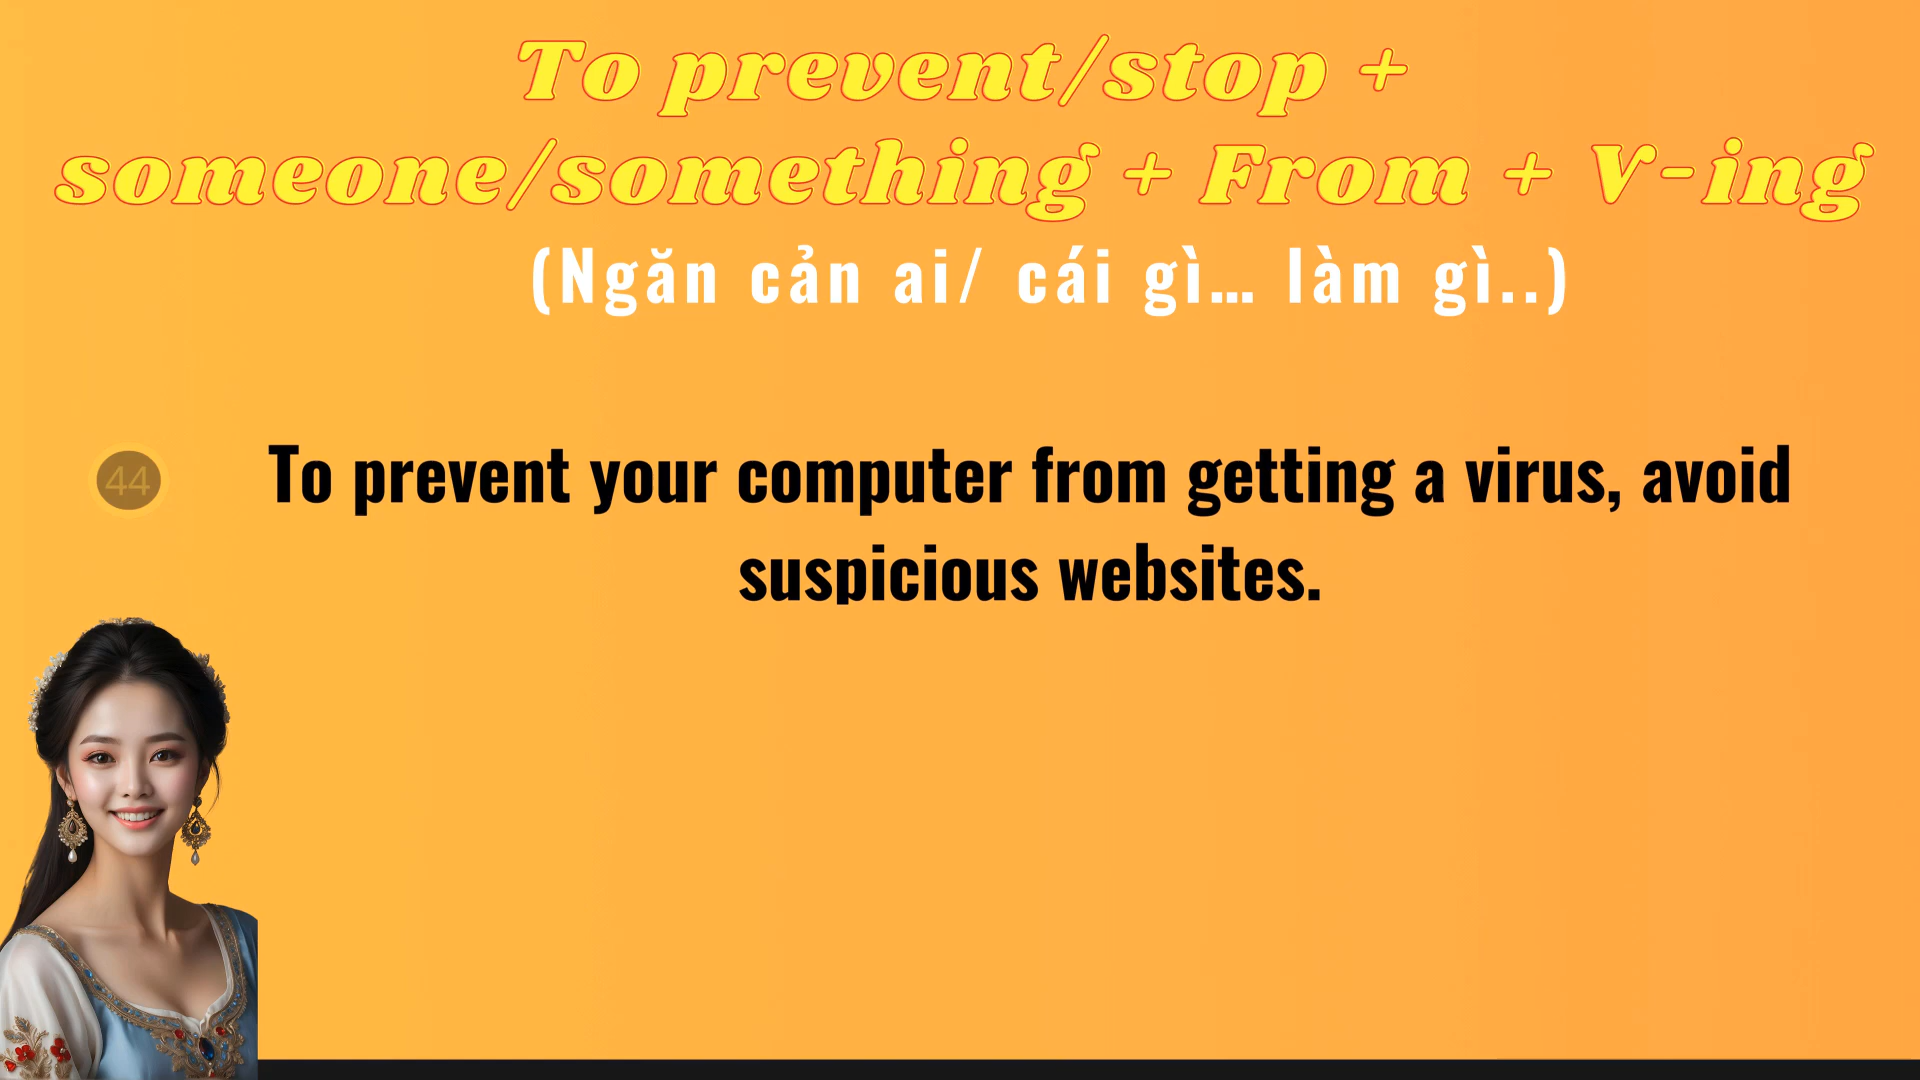 To prevent/stop +
someone/something + From + V-ing
(Ngăn cản ai/ cái gì... làm gì..)
44
To prevent your computer from getting a virus, avoid
suspicious websites.